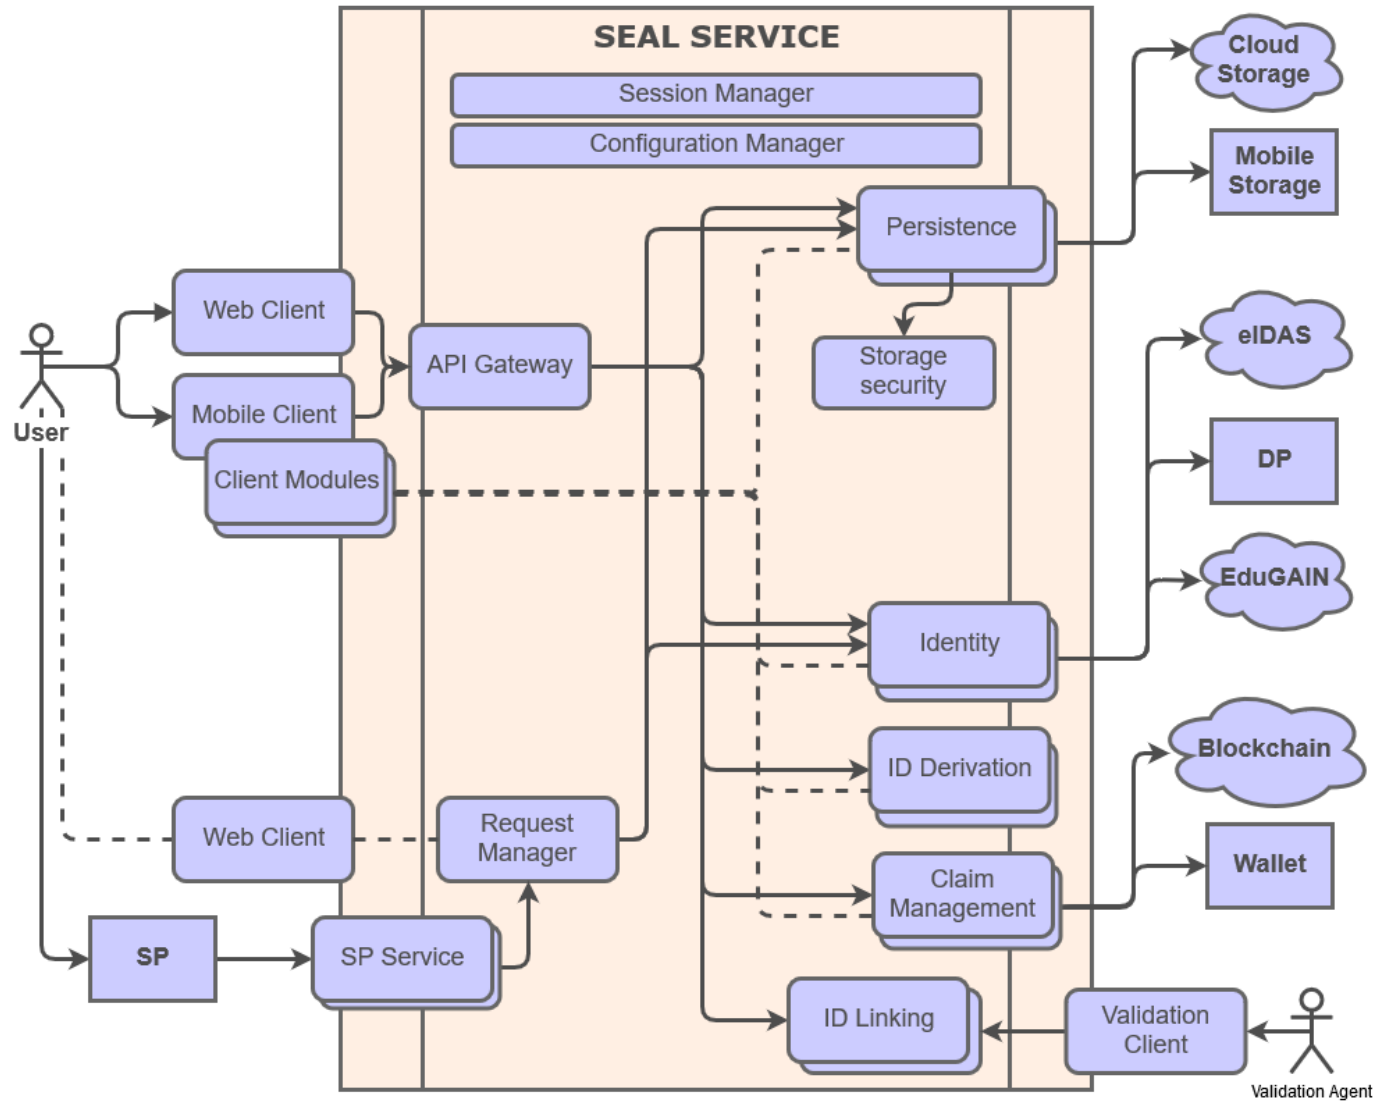 SEAL SERVICE
Session Manager
Configuration Manager
Cloud
Storage
Mobile
Storage
Persistence
Web Client
API Gateway
Storage
security
eIDAS
Mobile Client
User
Client Modules
DP
EduGAIN
Identity
ID Derivation
Blockchain
Web Client
Request
Manager
Claim
Management
Wallet
SP
SP Service
ID Linking
Validation
Client
Validation Agent